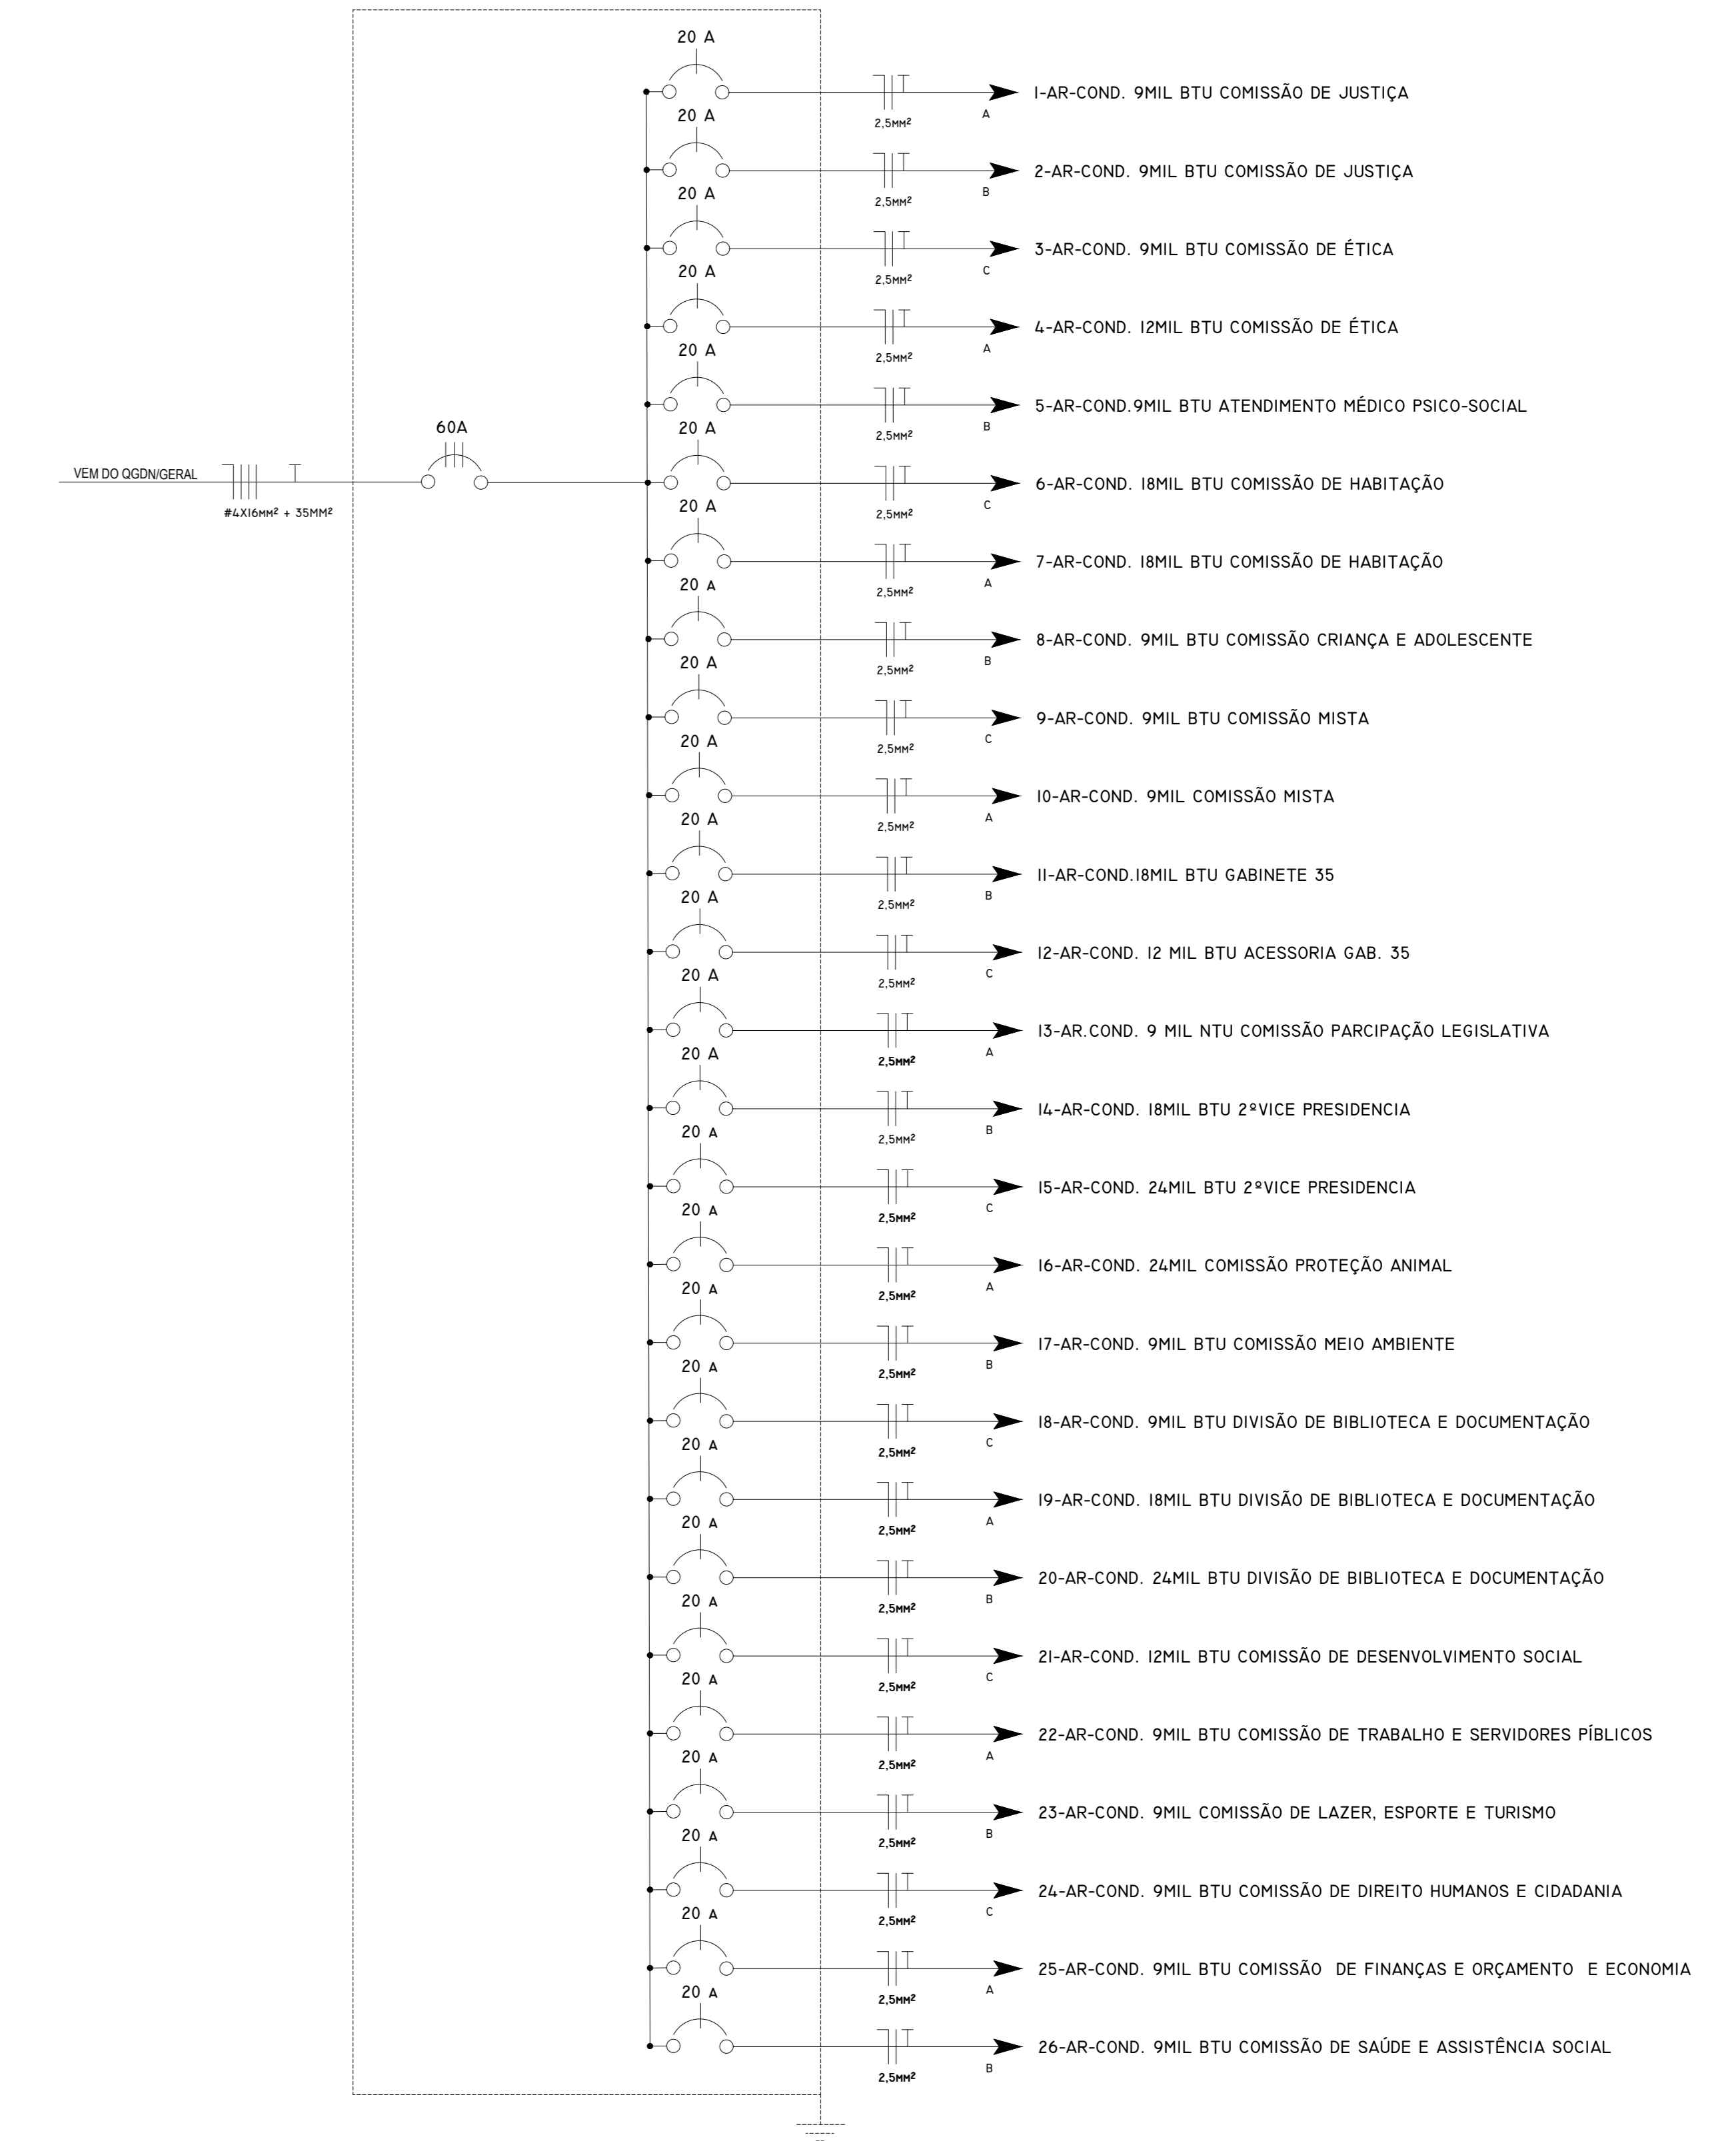 20 A
1-AR-COND. 9MIL BTU COMISSÃO DE JUSTIÇA
A
2,5MM²
20 A
2-AR-COND. 9MIL BTU COMISSÃO DE JUSTIÇA
B
2,5MM²
20 A
3-AR-COND. 9MIL BTU COMISSÃO DE ÉTICA
C
2,5MM²
20 A
4-AR-COND. 12MIL BTU COMISSÃO DE ÉTICA
A
2,5MM²
20 A
5-AR-COND.9MIL BTU ATENDIMENTO MÉDICO PSICO-SOCIAL
B
2,5MM²
60A
20 A
VEM DO QGDN/GERAL
#4X16MM² + 35MM²
6-AR-COND. 18MIL BTU COMISSÃO DE HABITAÇÃO
C
2,5MM²
20 A
7-AR-COND. 18MIL BTU COMISSÃO DE HABITAÇÃO
A
2,5MM²
20 A
8-AR-COND. 9MIL BTU COMISSÃO CRIANÇA E ADOLESCENTE
B
2,5MM²
20 A
9-AR-COND. 9MIL BTU COMISSÃO MISTA
C
2,5MM²
20 A
10-AR-COND. 9MIL COMISSÃO MISTA
A
2,5MM²
20 A
11-AR-COND.18MIL BTU GABINETE 35
B
2,5MM²
20 A
12-AR-COND. 12 MIL BTU ACESSORIA GAB. 35
C
2,5MM²
20 A
13-AR.COND. 9 MIL NTU COMISSÃO PARCIPAÇÃO LEGISLATIVA
A
2,5MM²
20 A
14-AR-COND. 18MIL BTU 2ºVICE PRESIDENCIA
B
2,5MM²
20 A
15-AR-COND. 24MIL BTU 2ºVICE PRESIDENCIA
C
2,5MM²
20 A
16-AR-COND. 24MIL COMISSÃO PROTEÇÃO ANIMAL
A
2,5MM²
20 A
17-AR-COND. 9MIL BTU COMISSÃO MEIO AMBIENTE
B
2,5MM²
20 A
18-AR-COND. 9MIL BTU DIVISÃO DE BIBLIOTECA E DOCUMENTAÇÃO
C
2,5MM²
20 A
19-AR-COND. 18MIL BTU DIVISÃO DE BIBLIOTECA E DOCUMENTAÇÃO
A
2,5MM²
20 A
20-AR-COND. 24MIL BTU DIVISÃO DE BIBLIOTECA E DOCUMENTAÇÃO
B
2,5MM²
20 A
21-AR-COND. 12MIL BTU COMISSÃO DE DESENVOLVIMENTO SOCIAL
C
2,5MM²
20 A
22-AR-COND. 9MIL BTU COMISSÃO DE TRABALHO E SERVIDORES PÍBLICOS
A
2,5MM²
20 A
23-AR-COND. 9MIL COMISSÃO DE LAZER, ESPORTE E TURISMO
B
2,5MM²
20 A
24-AR-COND. 9MIL BTU COMISSÃO DE DIREITO HUMANOS E CIDADANIA
C
2,5MM²
20 A
25-AR-COND. 9MIL BTU COMISSÃO DE FINANÇAS E ORÇAMENTO E ECONOMIA
A
2,5MM²
20 A
26-AR-COND. 9MIL BTU COMISSÃO DE SAÚDE E ASSISTÊNCIA SOCIAL
B
2,5MM²